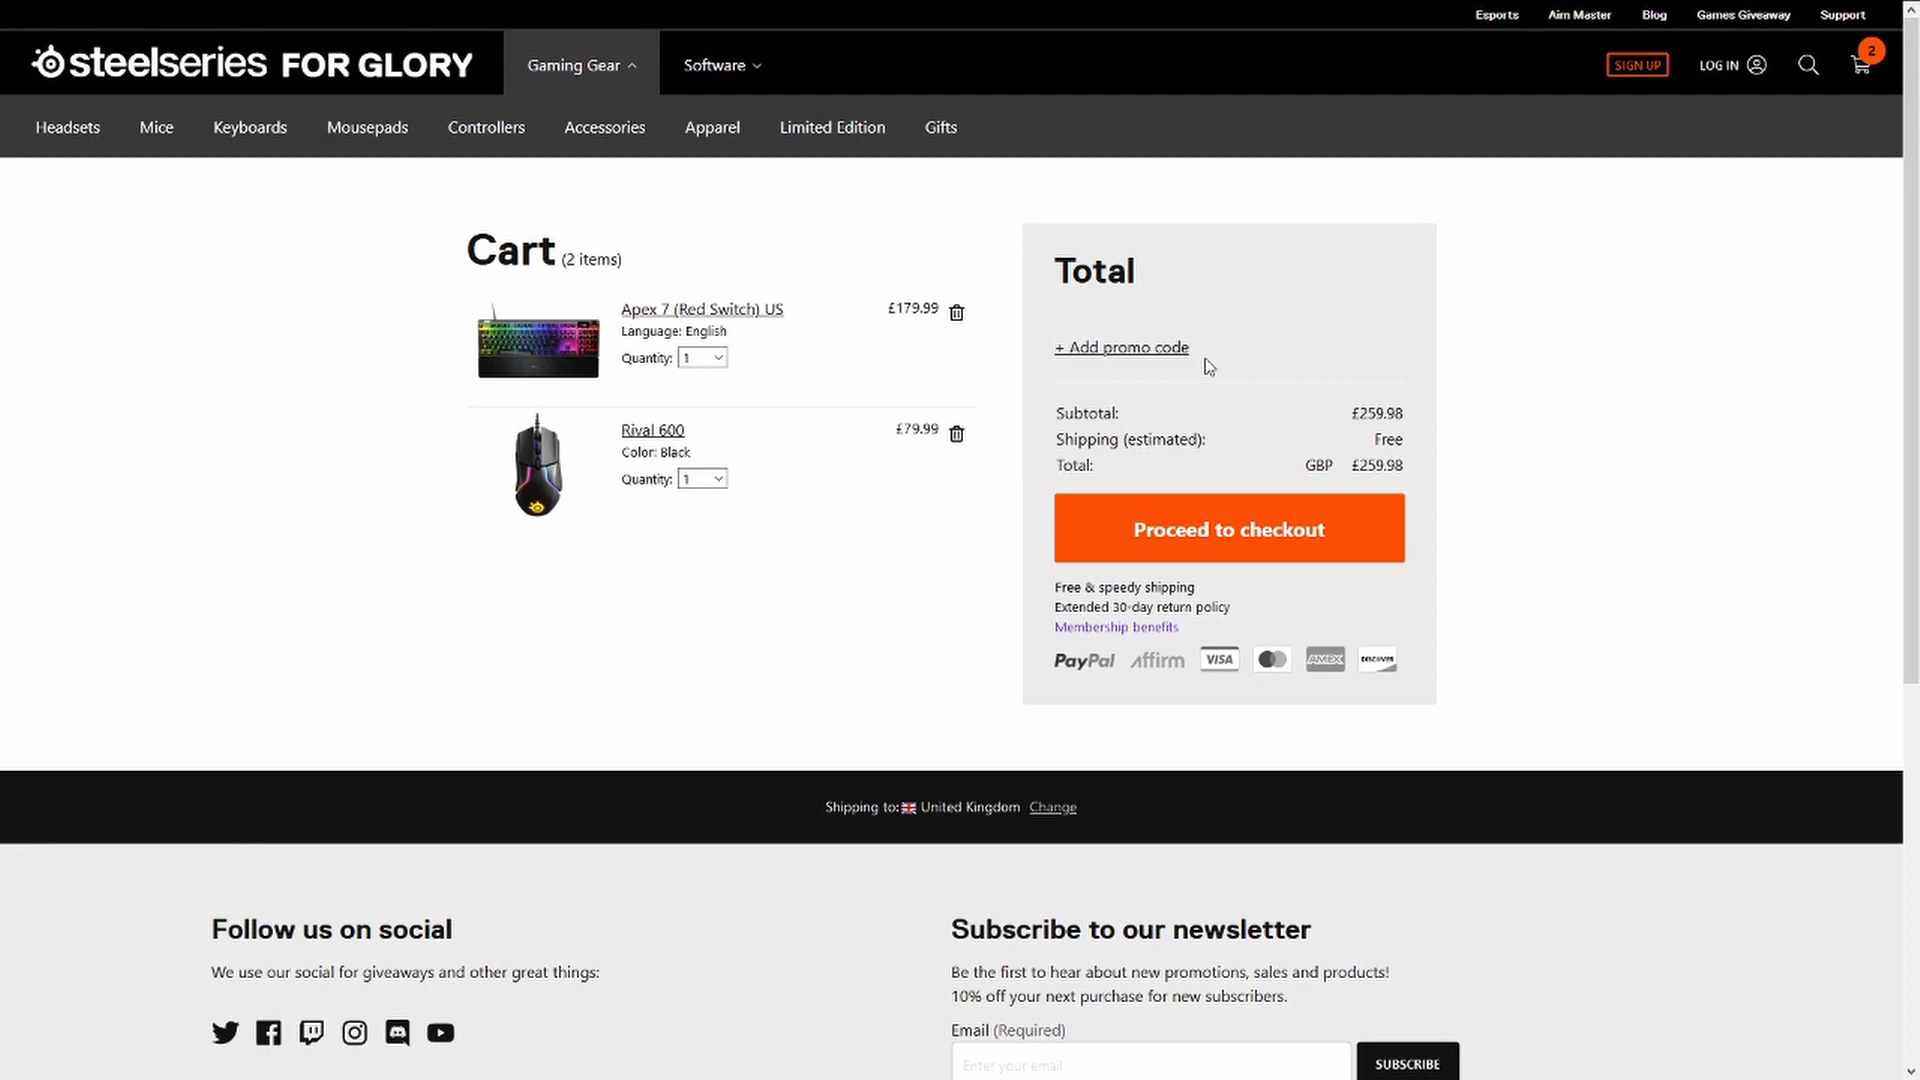 Esports Aim Master Blog Games Giveaway Support
steelseries FOR GLORY Gaming Gear Software SIGN UP LOG IN 2
Headsets Mice Keyboards Mousepads Controllers Accessories Apparel Limited Edition Gifts
Cart (2 items)
Apex 7 (Red Switch) US £179.99
Language: English
Quantity: 1
Rival 600 £79.99
Color: Black
Quantity: 1
Total
+ Add promo code
Subtotal: £259.98
Shipping (estimated): Free
Total: GBP £259.98
Proceed to checkout
Free & speedy shipping
Extended 30-day return policy
Membership benefits
PayPal affirm VISA AMEX DISCOVER
Shipping to: United Kingdom Change
Follow us on social
We use our social for giveaways and other great things:
Subscribe to our newsletter
Be the first to hear about new promotions, sales and products!
10% off your next purchase for new subscribers.
Email (Required)
Enter your email SUBSCRIBE